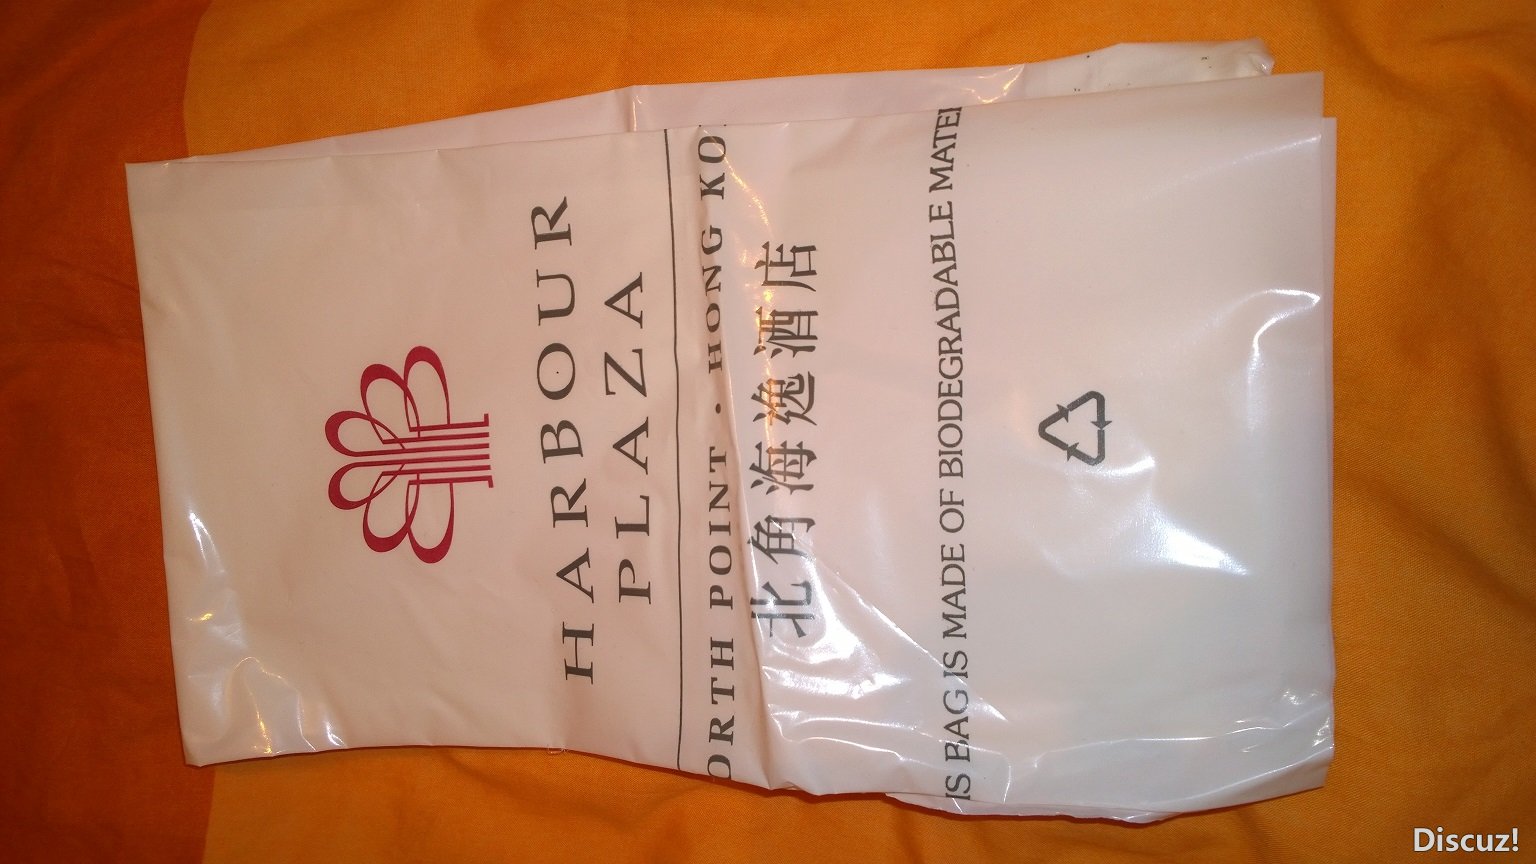 HARBOUR
PLAZA
ORTH POINT · HONG KO
北角海逸酒店
IS BAG IS MADE OF BIODEGRADABLE MATE
Discuz!